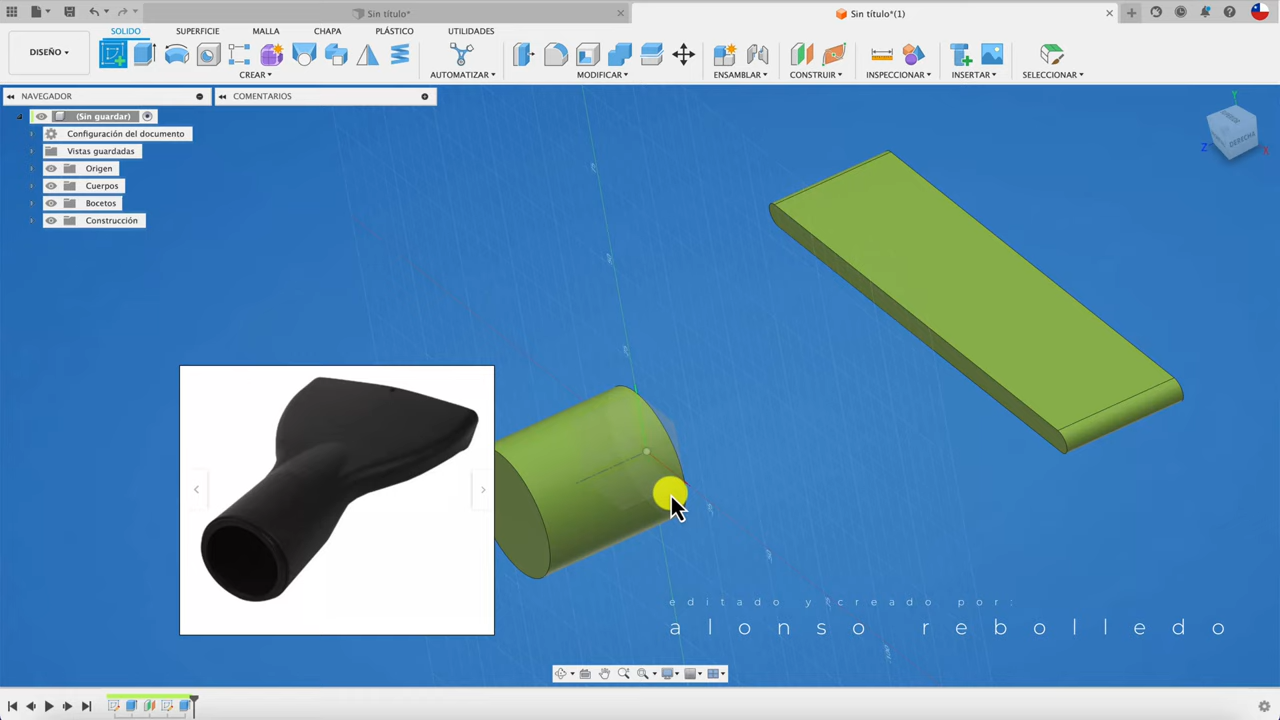 Sin título*
Sin título*(1)
DISEÑO
SÓLIDO
SUPERFICIE
MALLA
CHAPA
PLÁSTICO
UTILIDADES
CREAR
AUTOMATIZAR
MODIFICAR
ENSAMBLAR
CONSTRUIR
INSPECCIONAR
INSERTAR
SELECCIONAR
NAVEGADOR
COMENTARIOS
(Sin guardar)
Configuración del documento
Vistas guardadas
Origen
Cuerpos
Bocetos
Construcción
Y
DERECHA
Z
X
editado y creado por:
alonso rebolledo